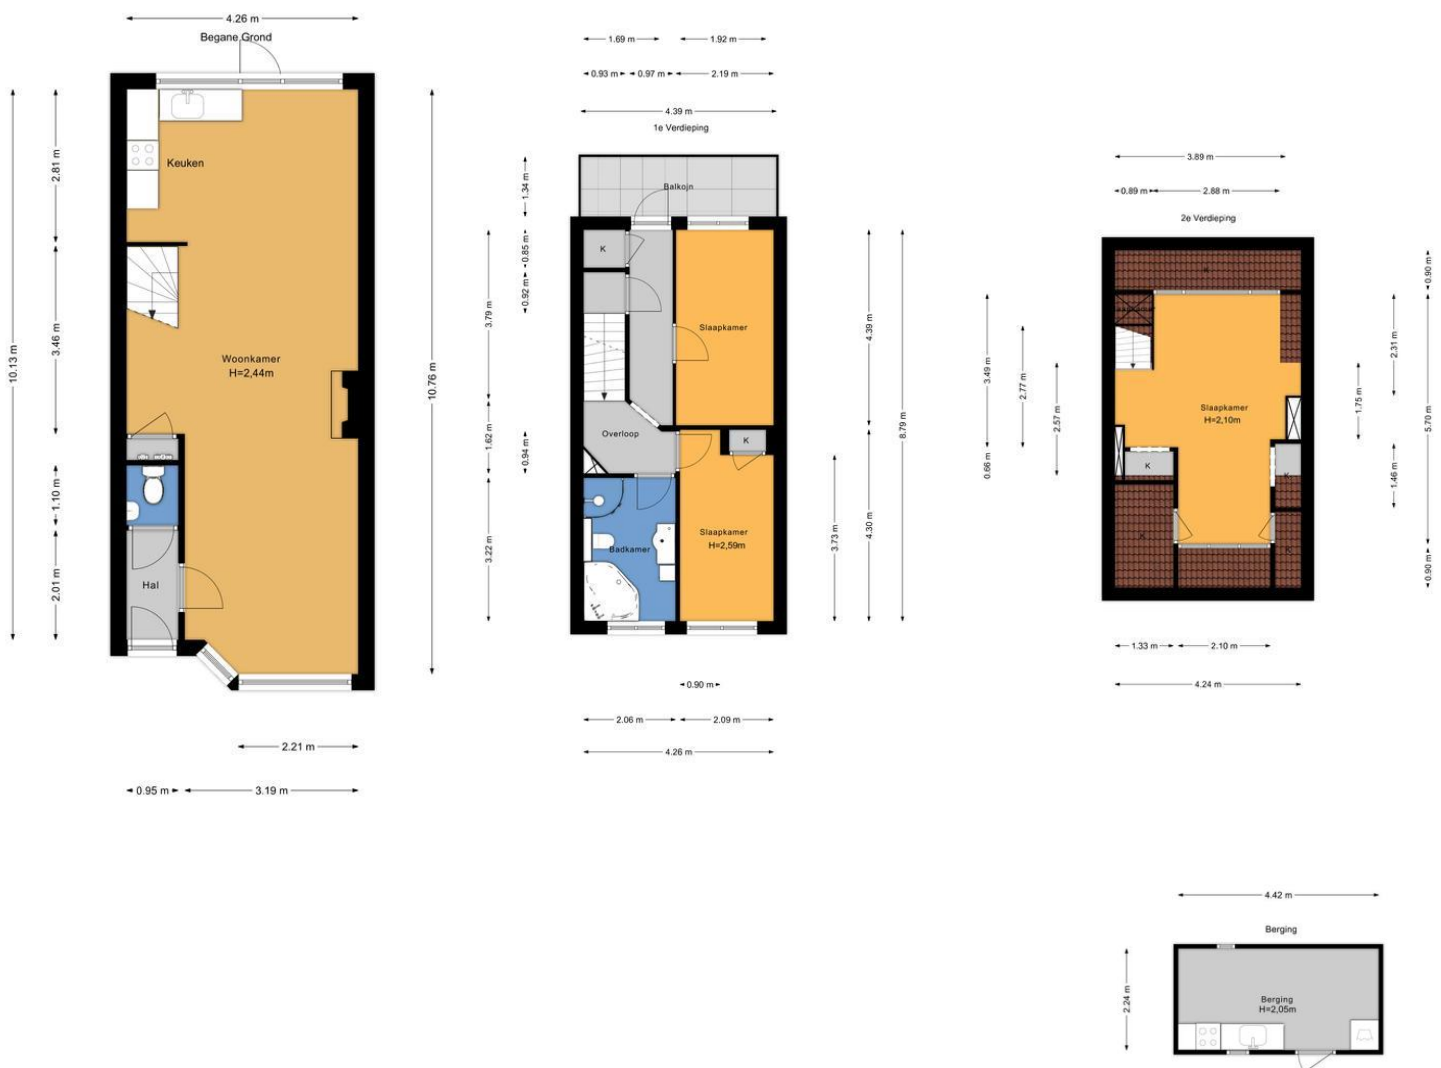 4.26 m
Begane Grond
10.13 m
2.81 m
3.46 m
1.10 m
2.01 m
10.76 m
Keuken
Woonkamer
H=2,44m
Hal
2.21 m
0.95 m
3.19 m
1.69 m
1.92 m
0.93 m
0.97 m
2.19 m
4.39 m
1e Verdieping
Balkojn
1.34 m
0.85 m
0.92 m
3.79 m
1.62 m
0.94 m
3.22 m
K
Slaapkamer
Overloop
K
Slaapkamer
H=2,59m
Badkamer
4.39 m
8.79 m
4.30 m
3.73 m
0.90 m
2.06 m
2.09 m
4.26 m
3.89 m
0.89 m
2.88 m
2e Verdieping
K
0.90 m
3.49 m
2.77 m
2.57 m
0.66 m
Slaapkamer
H=2,10m
K
K
K
K
2.31 m
1.75 m
5.70 m
1.46 m
0.90 m
1.33 m
2.10 m
4.24 m
4.42 m
Berging
2.24 m
Berging
H=2,05m